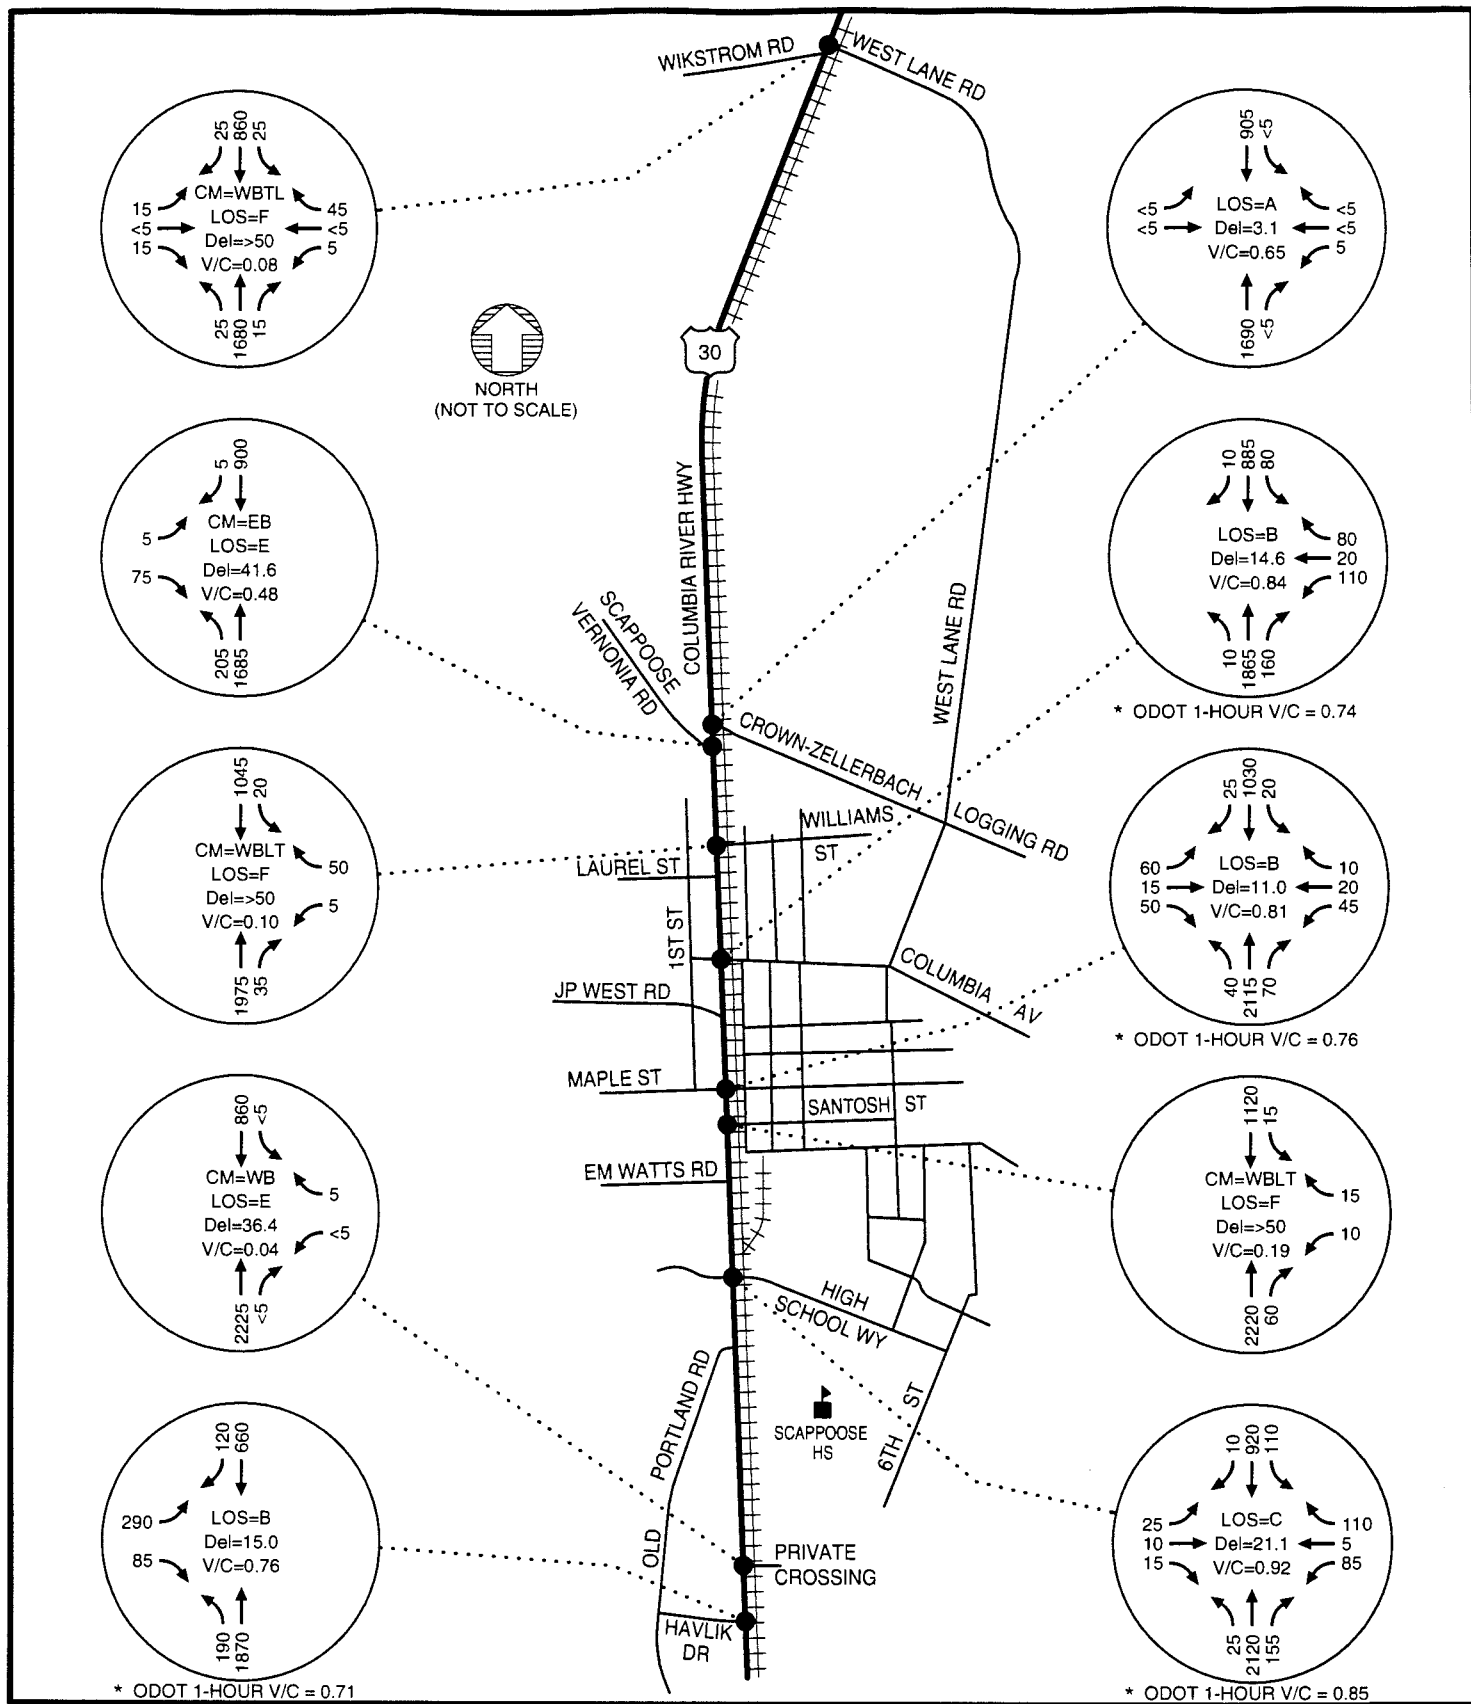 WIKSTROM RD
WEST LANE RD
25
860
25
CM=WBTL
15
45
LOS=F
<5
<5
Del=>50
15
5
V/C=0.08
25
1680
15
905
<5
<5
LOS=A
<5
<5
Del=3.1
<5
V/C=0.65
5
1690
<5
NORTH
(NOT TO SCALE)
30
COLUMBIA RIVER HWY
5
900
CM=EB
5
LOS=E
Del=41.6
75
V/C=0.48
205
1685
10
885
80
LOS=B
80
Del=14.6
20
V/C=0.84
110
10
1865
160
* ODOT 1-HOUR V/C = 0.74
SCAPPOOSE
VERNONIA RD
WEST LANE RD
CROWN-ZELLERBACH
LOGGING RD
1045
20
CM=WBLT
50
LOS=F
Del=>50
5
V/C=0.10
1975
35
WILLIAMS
ST
LAUREL ST
1ST ST
25
1030
20
60
LOS=B
10
15
Del=11.0
20
50
V/C=0.81
45
40
2115
70
* ODOT 1-HOUR V/C = 0.76
COLUMBIA
AV
JP WEST RD
MAPLE ST
SANTOSH
ST
EM WATTS RD
860
<5
CM=WB
5
LOS=E
Del=36.4
<5
V/C=0.04
2225
<5
1120
15
CM=WBLT
15
LOS=F
Del=>50
10
V/C=0.19
2220
60
HIGH
SCHOOL WY
PORTLAND RD
OLD
SCAPPOOSE
HS
6TH
ST
120
660
290
LOS=B
Del=15.0
85
V/C=0.76
190
1870
* ODOT 1-HOUR V/C = 0.71
PRIVATE
CROSSING
HAVLIK
DR
10
920
110
25
LOS=C
110
10
Del=21.1
5
15
V/C=0.92
85
25
2120
155
* ODOT 1-HOUR V/C = 0.85